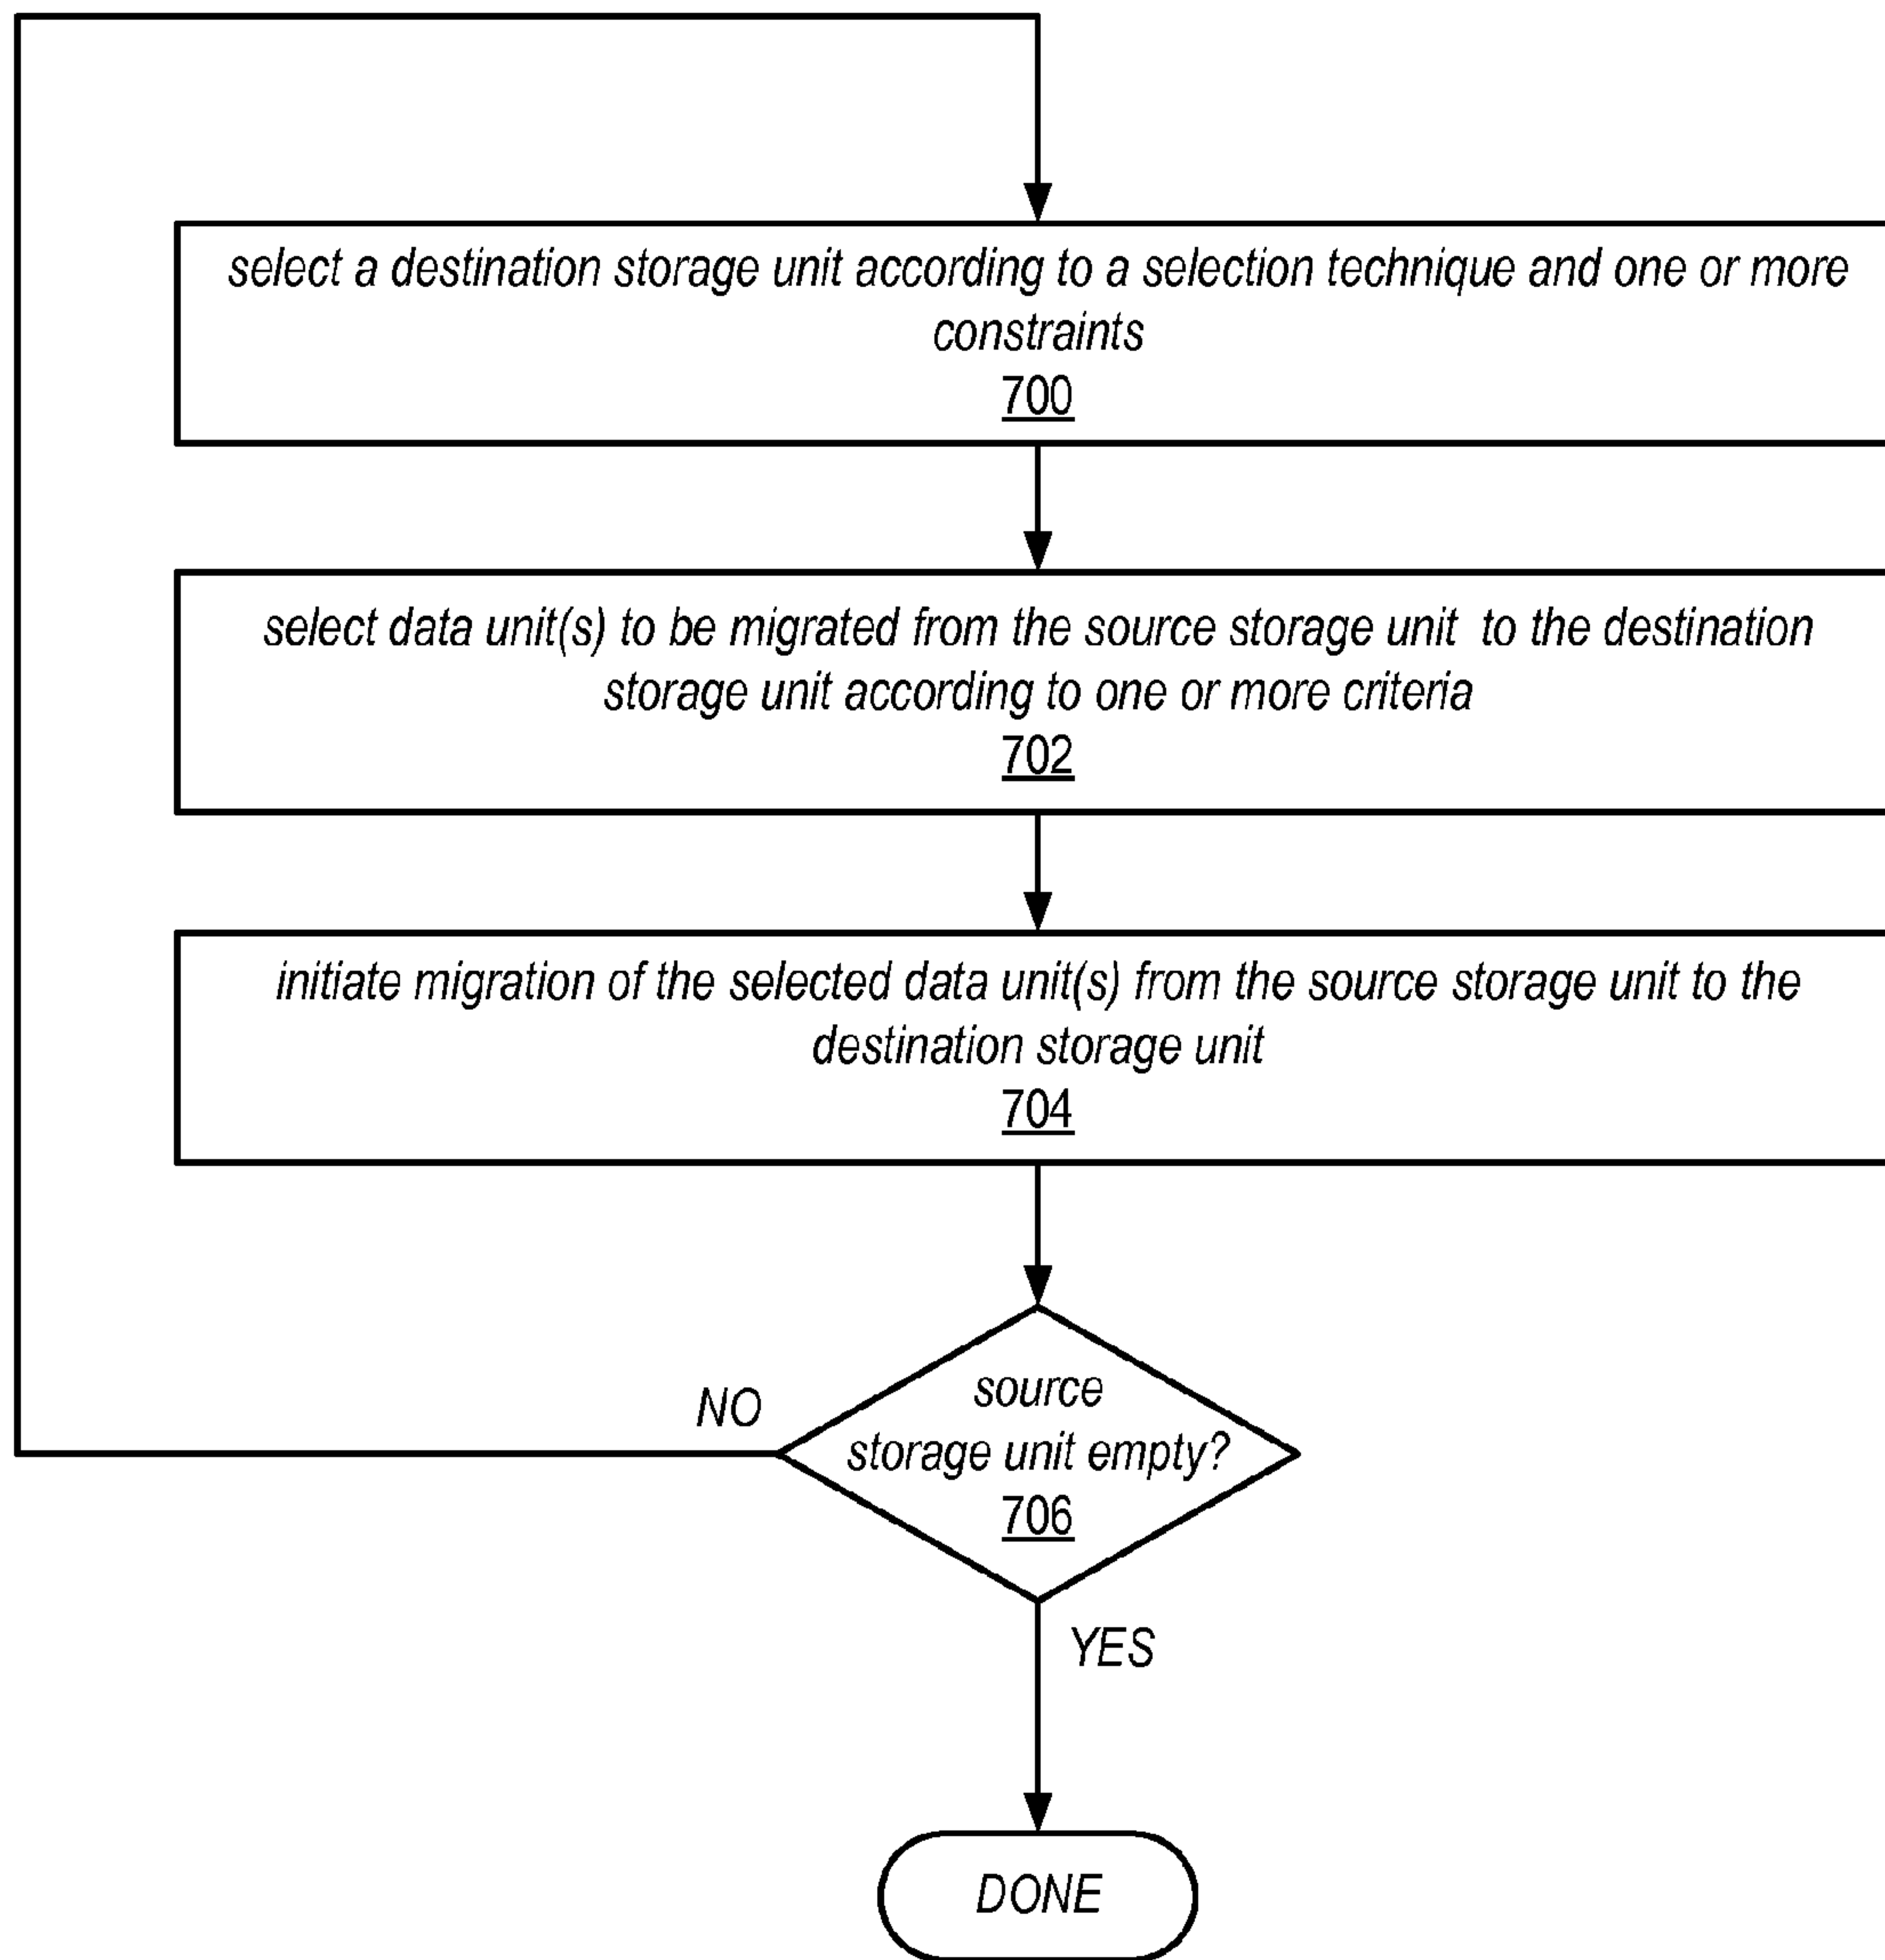 select a destination storage unit according to a selection technique and one or more
constraints
700
select data unit(s) to be migrated from the source storage unit to the destination
storage unit according to one or more criteria
702
initiate migration of the selected data unit(s) from the source storage unit to the
destination storage unit
704
NO
source
storage unit empty?
706
YES
DONE